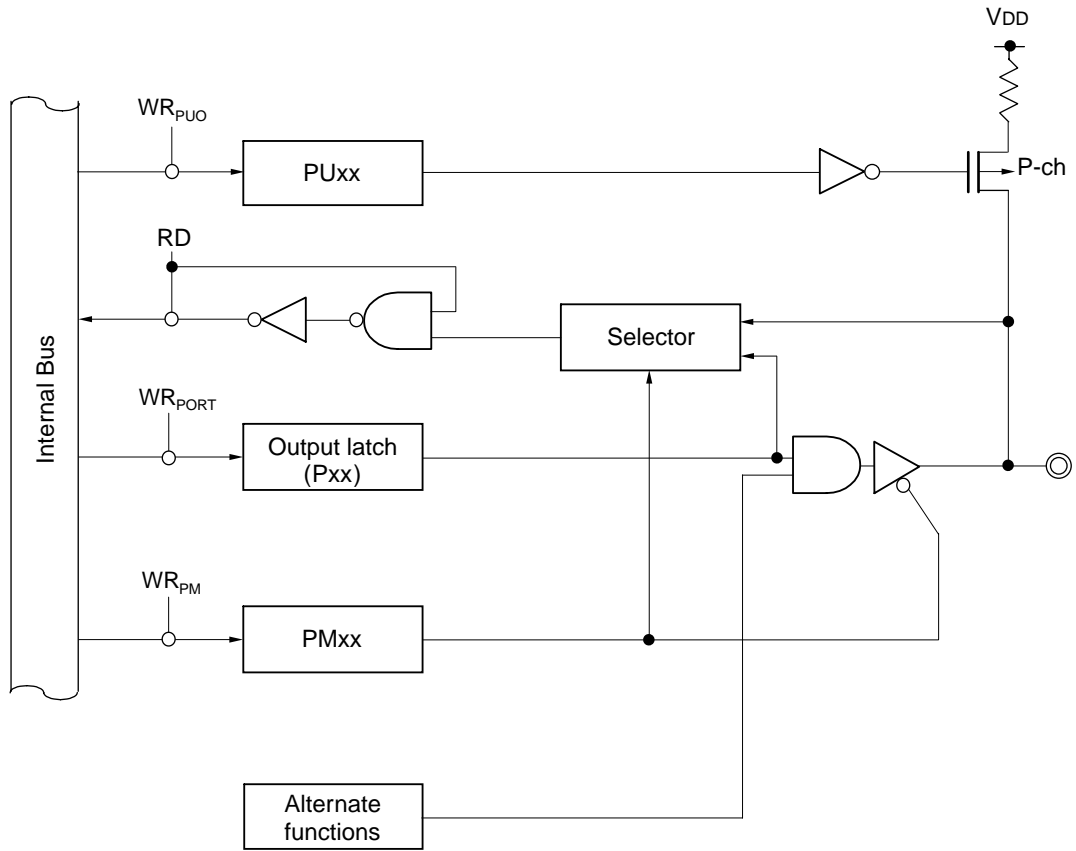 VDD
WRPUO
PUxx
P-ch
RD
Selector
Internal Bus
WRPORT
Output latch
(Pxx)
WRPM
PMxx
Alternate
functions